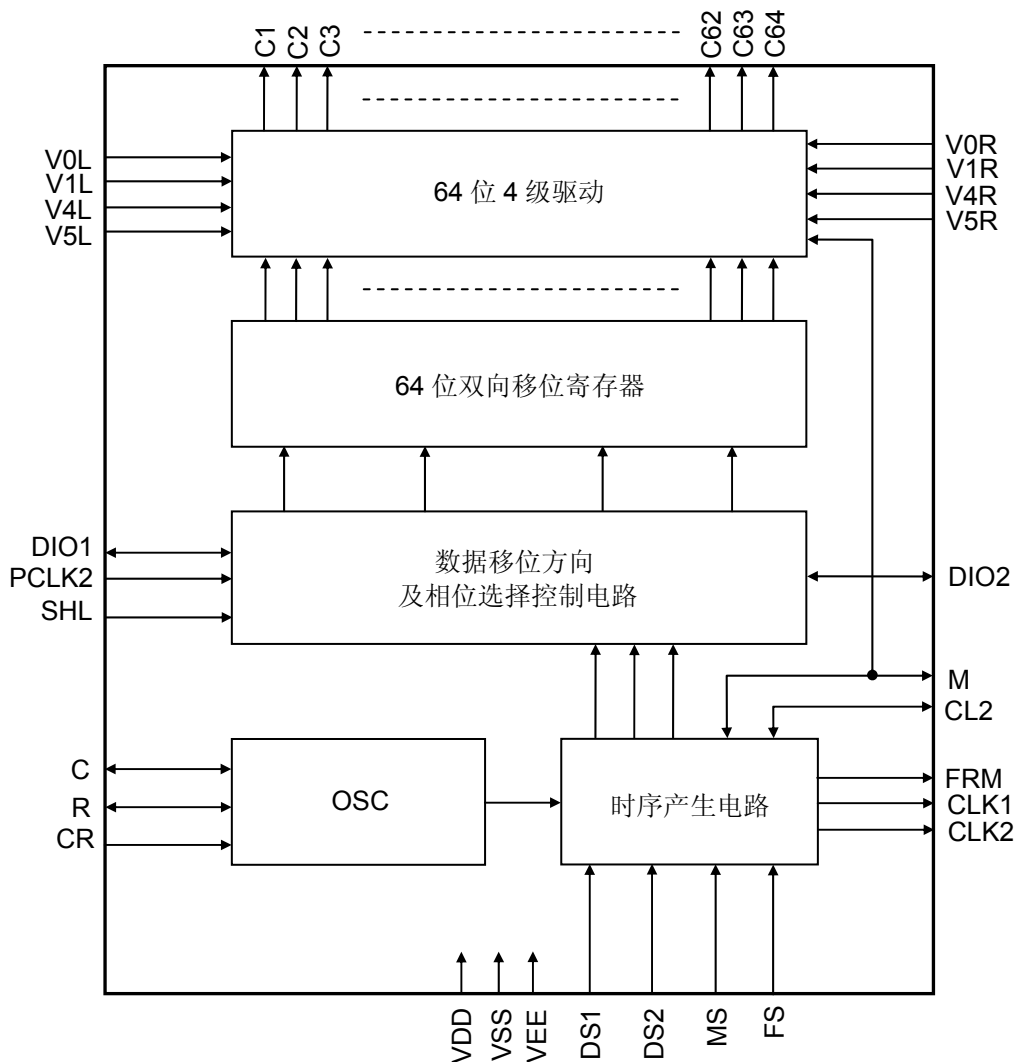 C1
C2
C3
C62
C63
C64
V0L
V1L
V4L
V5L
64 位 4 级驱动
V0R
V1R
V4R
V5R
64 位双向移位寄存器
DIO1
PCLK2
SHL
数据移位方向
及相位选择控制电路
DIO2
M
CL2
C
R
CR
OSC
时序产生电路
FRM
CLK1
CLK2
VDD
VSS
VEE
DS1
DS2
MS
FS